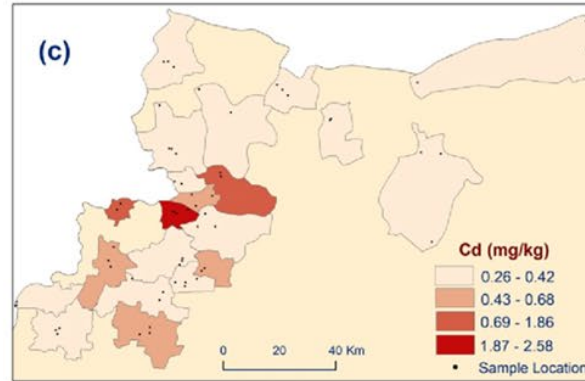 (c)
Cd (mg/kg)
0.26 - 0.42
0.43 - 0.68
0.69 - 1.86
1.87 - 2.58
Sample Location
0 20 40 Km